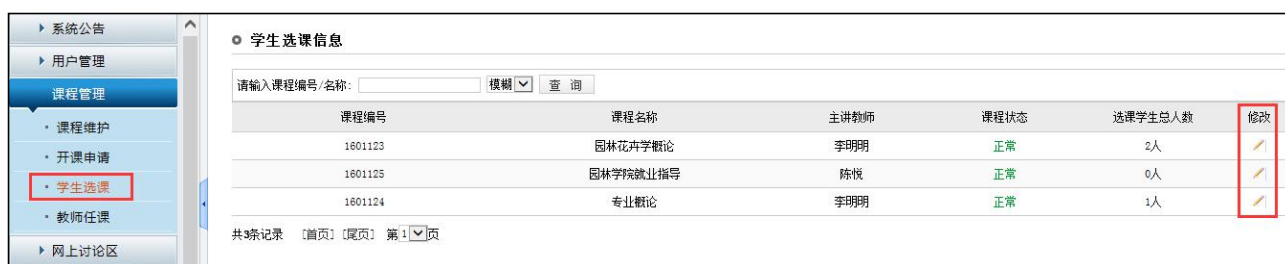 系统公告
用户管理
课程管理
课程维护
开课申请
学生选课
教师任课
网上讨论区
学生选课信息
请输入课程编号/名称: 模糊 查 询
课程编号 课程名称 主讲教师 课程状态 选课学生总人数 修改
1601123 园林花卉学概论 李明明 正常 2人
1601125 园林学院就业指导 陈悦 正常 0人
1601124 专业概论 李明明 正常 1人
共3条记录 [首页] [尾页] 第1页